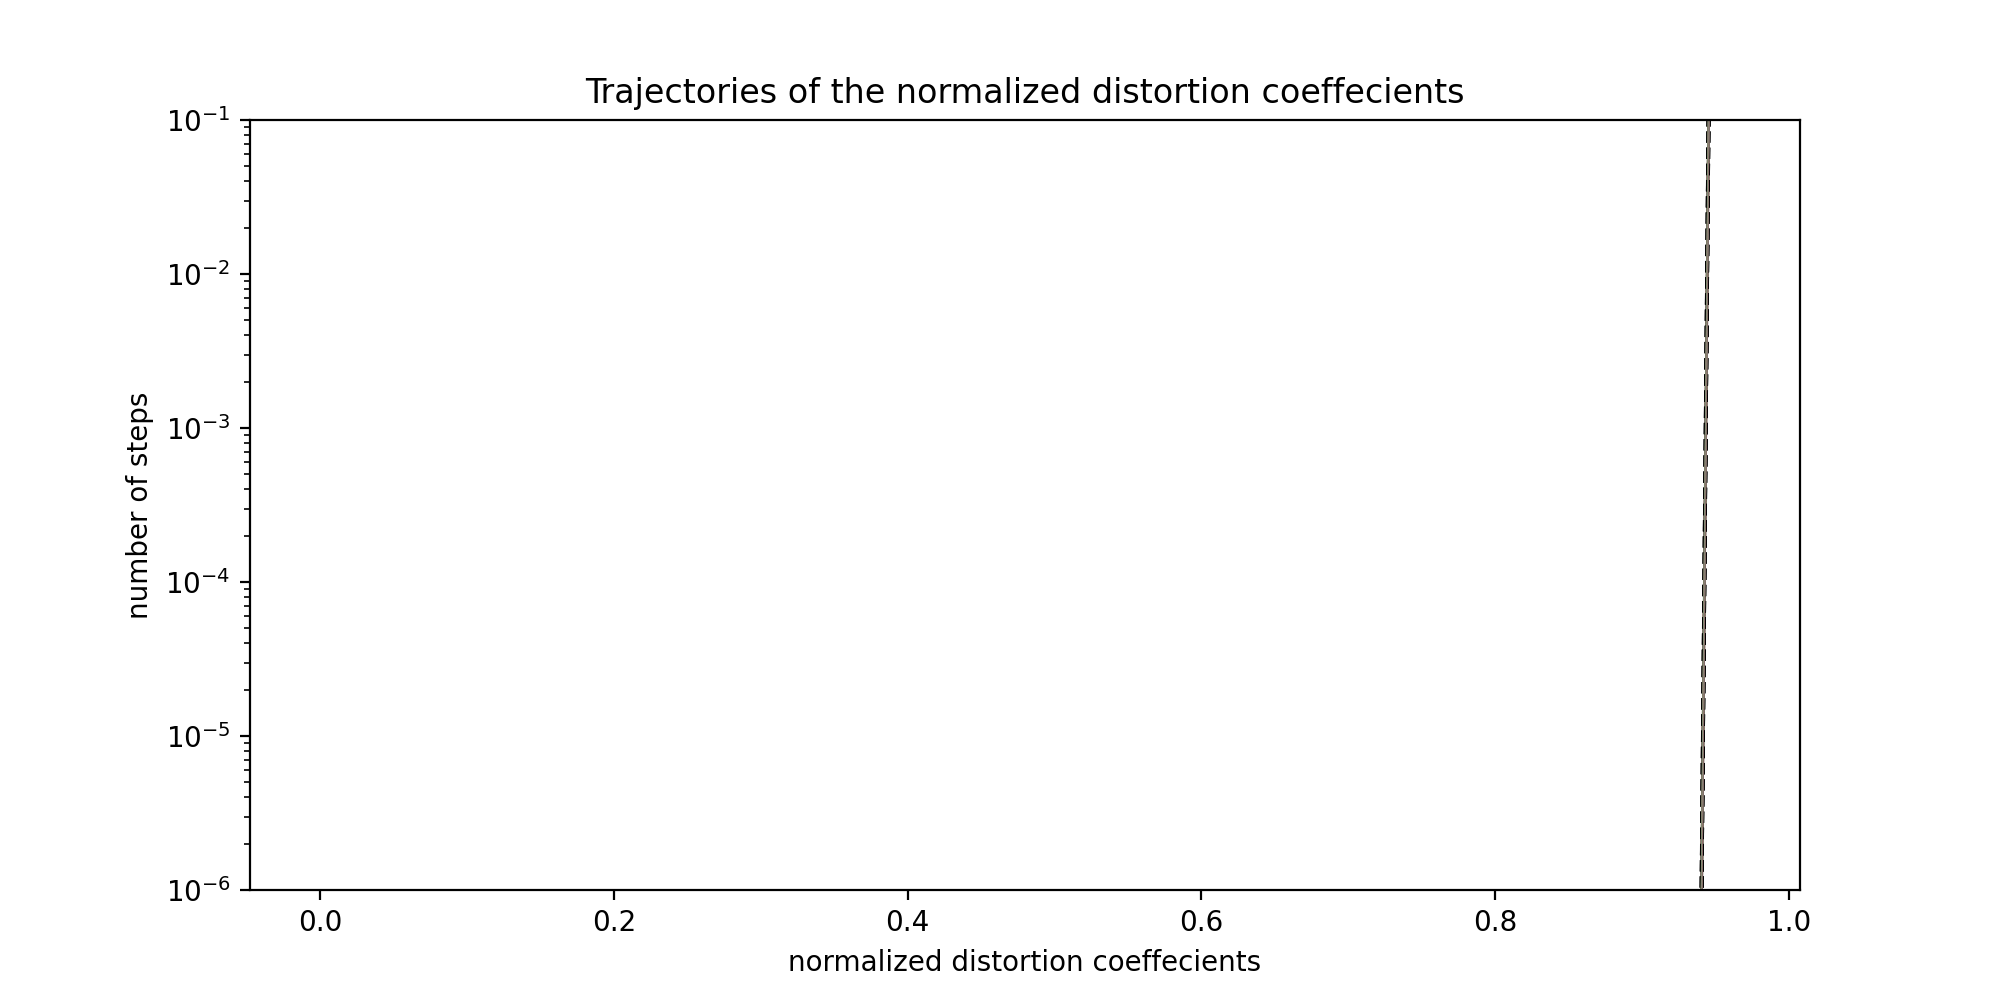 Trajectories of the normalized distortion coeffecients
10⁻¹
10⁻²
10⁻³
10⁻⁴
10⁻⁵
10⁻⁶
number of steps
0.0 0.2 0.4 0.6 0.8 1.0
normalized distortion coeffecients